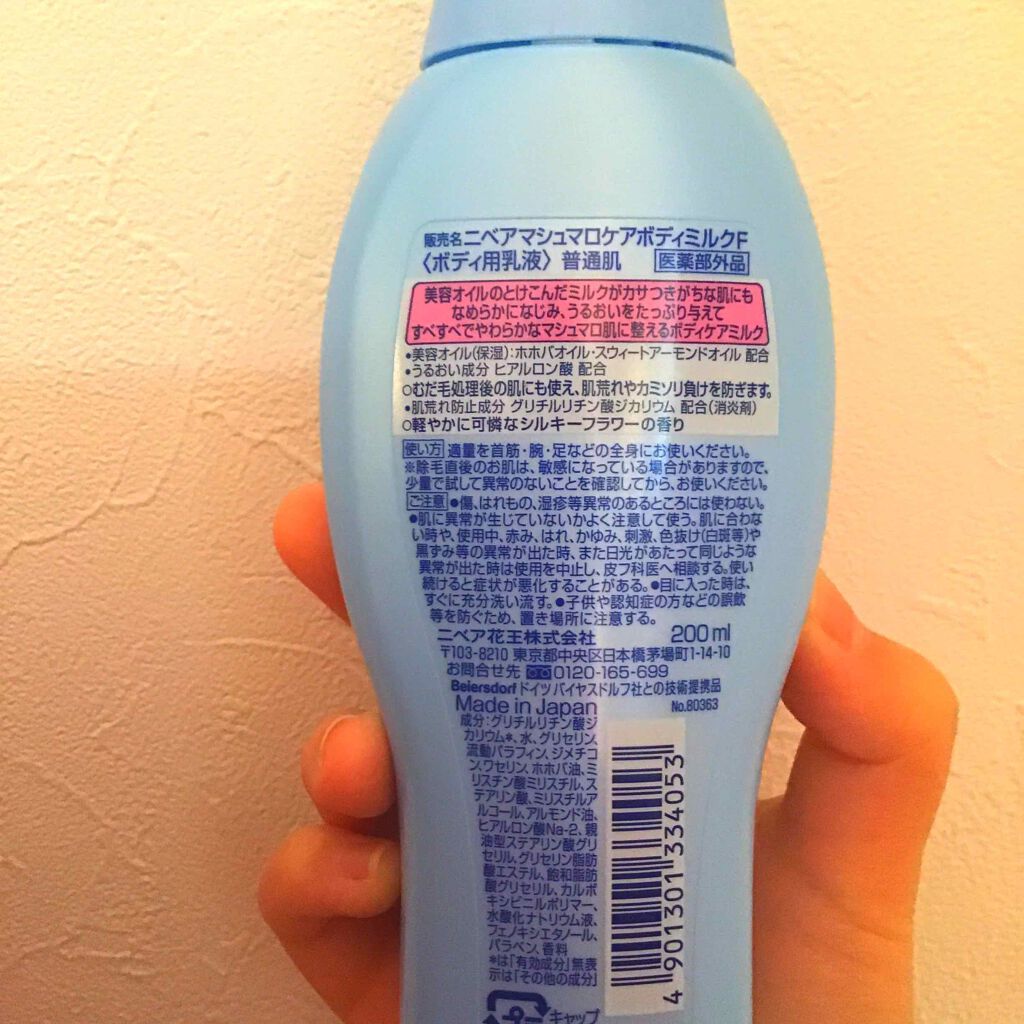 販売名 ニベアマシュマロケアボディミルクF
〈ボディ用乳液〉普通肌 医薬部外品
美容オイルのとけこんだミルクがカサつきがちな肌にも
なめらかになじみ、うるおいをたっぷり与えて
すべすべでやわらかなマシュマロ肌に整えるボディケアミルク
•美容オイル(保湿):ホホバオイル・スウィートアーモンドオイル 配合
•うるおい成分 ヒアルロン酸 配合
○むだ毛処理後の肌にも使え、肌荒れやカミソリ負けを防ぎます。
•肌荒れ防止成分 グリチルリチン酸ジカリウム 配合(消炎剤)
○軽やかに可憐なシルキーフラワーの香り
使い方 適量を首筋・腕・足などの全身にお使いください。
※除毛直後のお肌は、敏感になっている場合がありますので、
少量で試して異常のないことを確認してから、お使いください。
ご注意 ●傷、はれもの、湿疹等異常のあるところには使わない。
●肌に異常が生じていないかよく注意して使う。肌に合わな
い時や、使用中、赤み、はれ、かゆみ、刺激、色抜け(白斑等)や
黒ずみ等の異常が出た時、また日光があたって同じような
異常が出た時は使用を中止し、皮フ科医へ相談する。使い
続けると症状が悪化することがある。●目に入った時は、
すぐに充分洗い流す。●子供や認知症の方などの誤飲
等を防ぐため、置き場所に注意する。
ニベア花王株式会社 200ml
〒103-8210 東京都中央区日本橋茅場町1-14-10
お問合せ先 0120-165-699
Beiersdorf ドイツ バイヤスドルフ社との技術提携品
Made in Japan No.80363
成分:グリチルリチン酸ジ
カリウム*、水、グリセリン、
流動パラフィン、ジメチコ
ン、ワセリン、ホホバ油、ミ
リスチン酸ミリスチル、ス
テアリン酸、ミリスチルア
ルコール、アルモンド油、
ヒアルロン酸Na-2、親
油型ステアリン酸グリ
セリル、グリセリン脂肪
酸エステル、飽和脂肪
酸グリセリル、カルボ
キシビニルポリマー、
水酸化ナトリウム液、
フェノキシエタノール、
パラベン、香料
*は「有効成分」無表
示は「その他の成分」
4901301334053
プ
キャップ